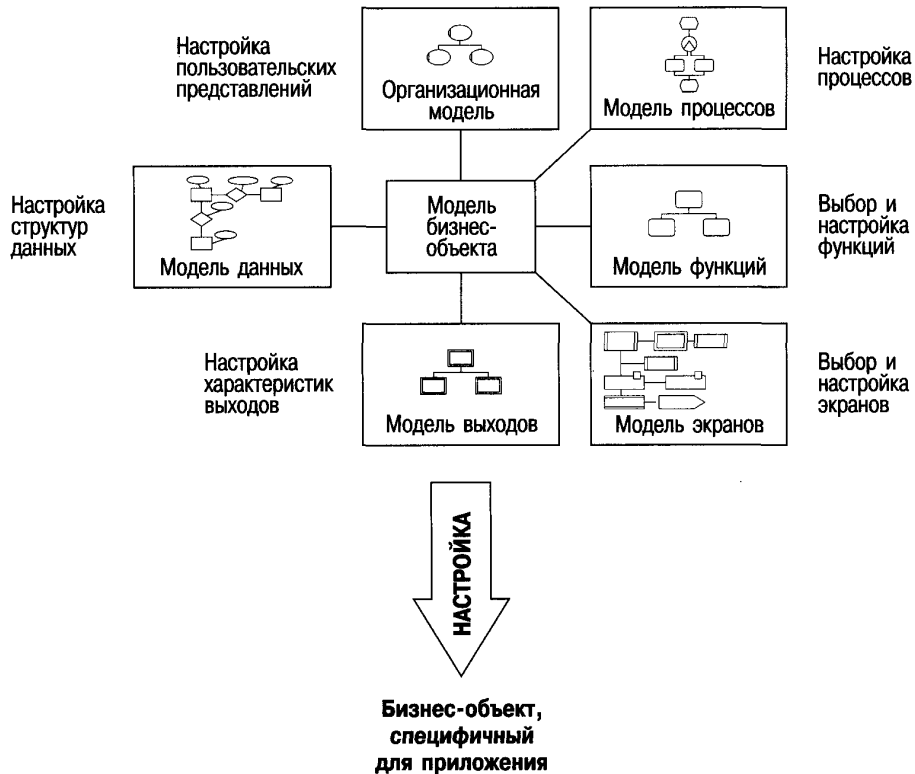 Настройка
пользовательских
представлений
Организационная
модель
Модель процессов
Настройка
процессов
Настройка
структур
данных
Модель данных
Модель
бизнес-
объекта
Модель функций
Выбор и
настройка
функций
Настройка
характеристик
выходов
Модель выходов
Модель экранов
Выбор и
настройка
экранов
НАСТРОЙКА
Бизнес-объект,
специфичный
для приложения